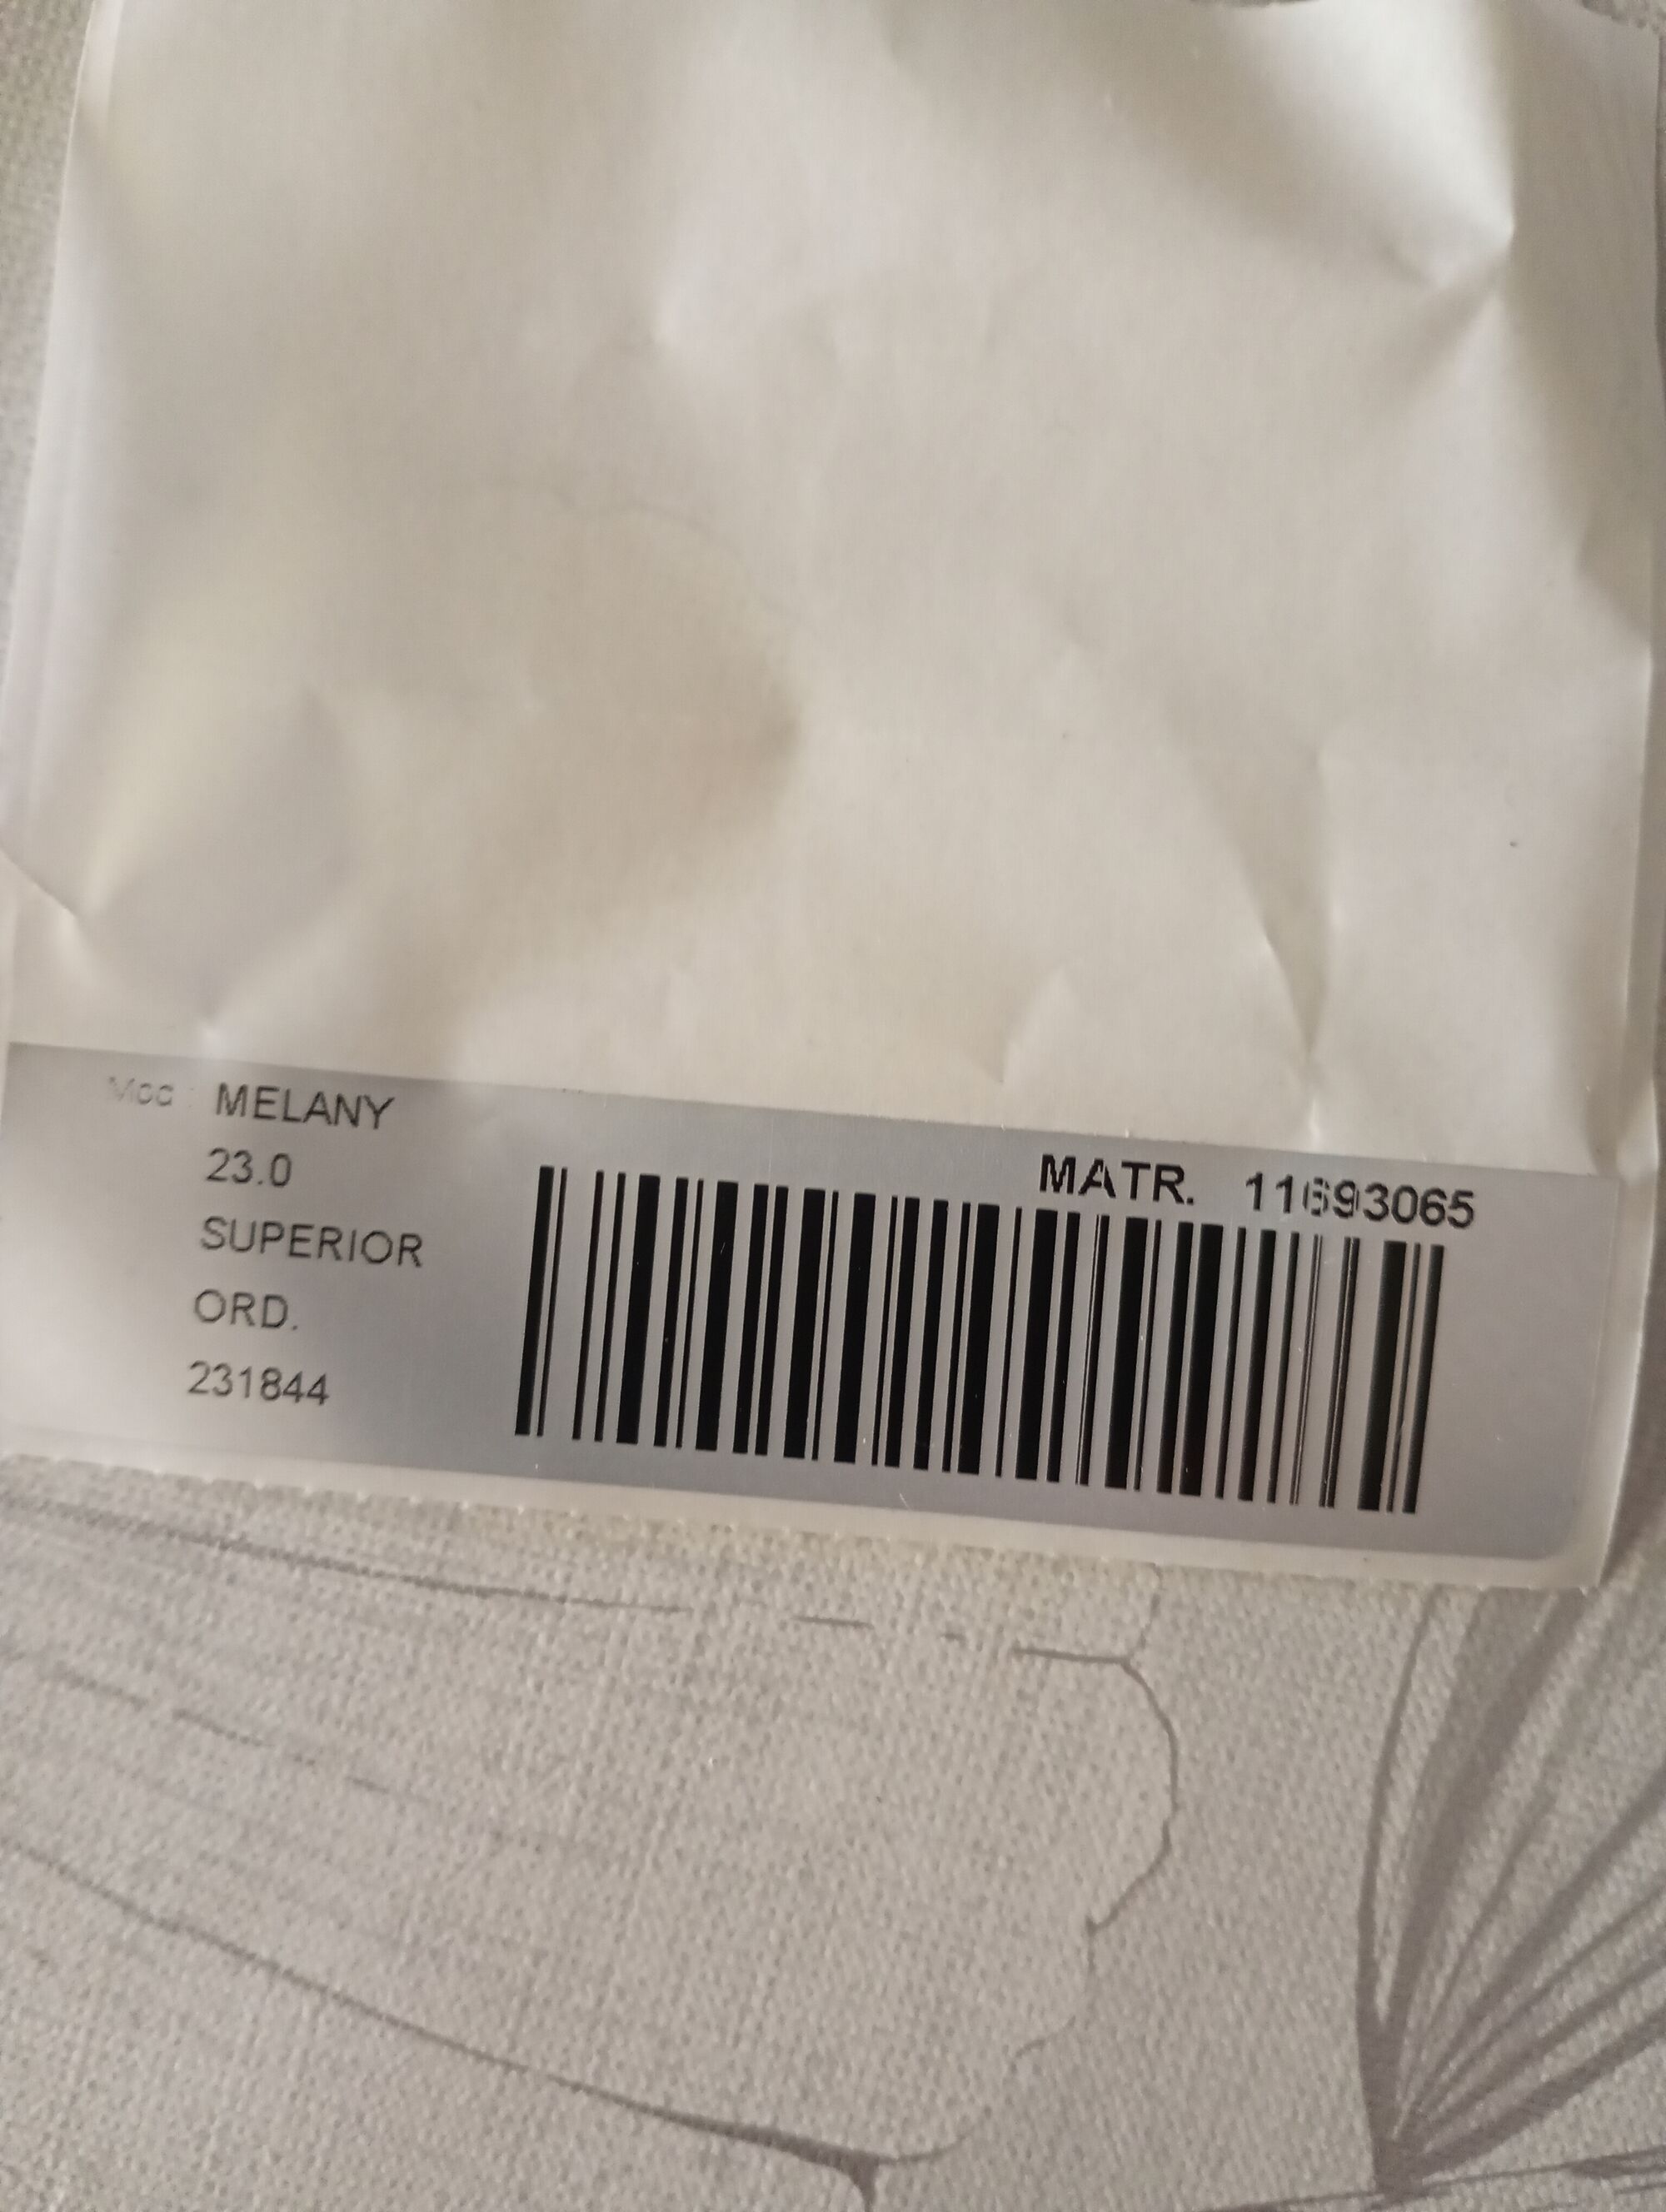 Mod : MELANY
23.0
SUPERIOR
ORD.
231844
MATR. 11693065